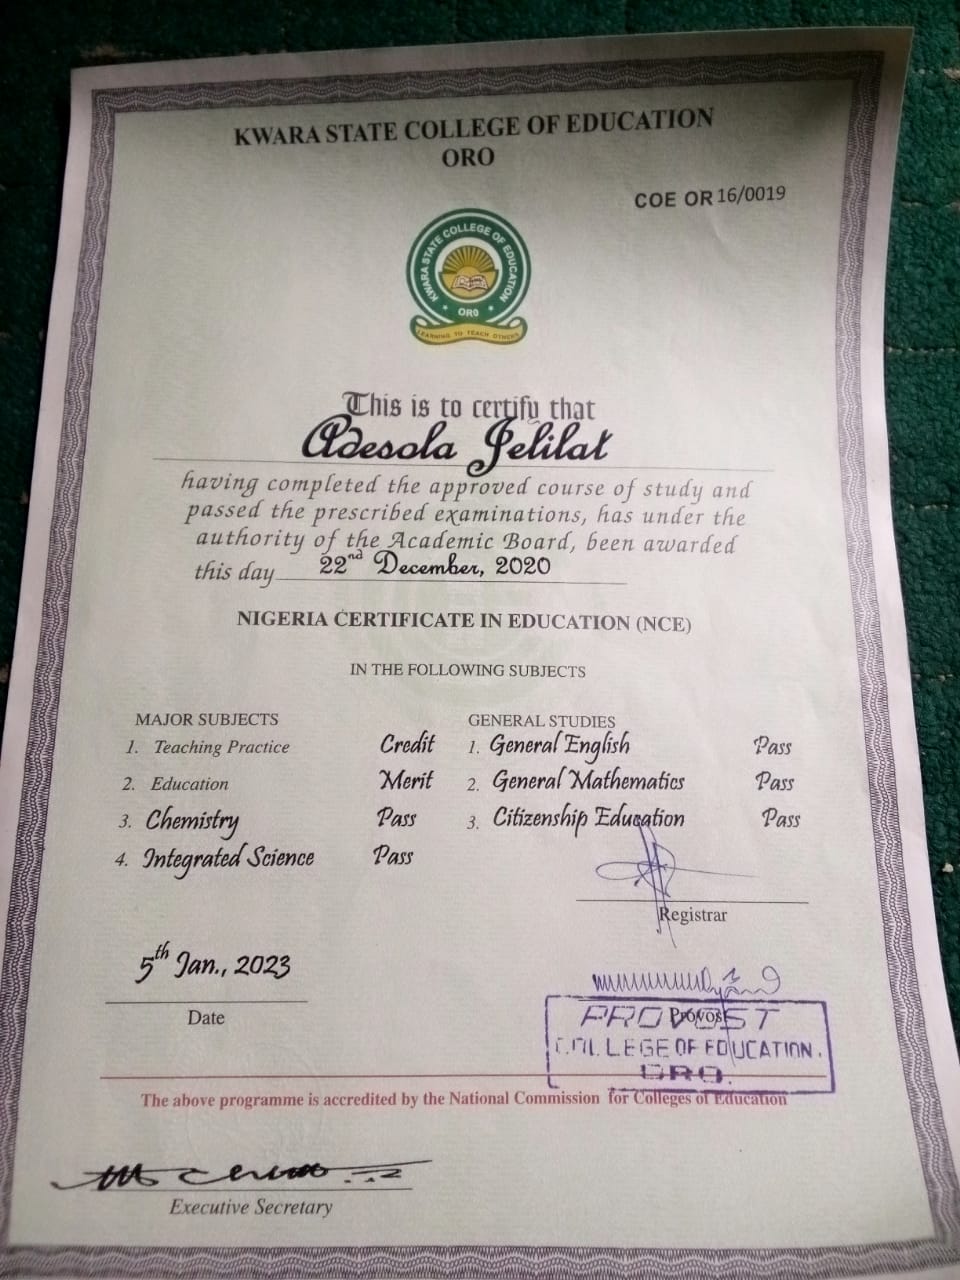 KWARA STATE COLLEGE OF EDUCATION
ORO
COE OR 16/0019
KWARA STATE COLLEGE OF EDUCATION
ORO
LEARNING TO TEACH OTHERS
This is to certify that
Adesola Jelilat
having completed the approved course of study and
passed the prescribed examinations, has under the
authority of the Academic Board, been awarded
this day 22nd December, 2020
NIGERIA CERTIFICATE IN EDUCATION (NCE)
IN THE FOLLOWING SUBJECTS
MAJOR SUBJECTS
1. Teaching Practice Credit
2. Education Merit
3. Chemistry Pass
4. Integrated Science Pass
GENERAL STUDIES
1. General English Pass
2. General Mathematics Pass
3. Citizenship Education Pass
Registrar
5th Jan., 2023
Date
Provost
PROVOST
COLLEGE OF EDUCATION.
ORO.
The above programme is accredited by the National Commission for Colleges of Education
Executive Secretary